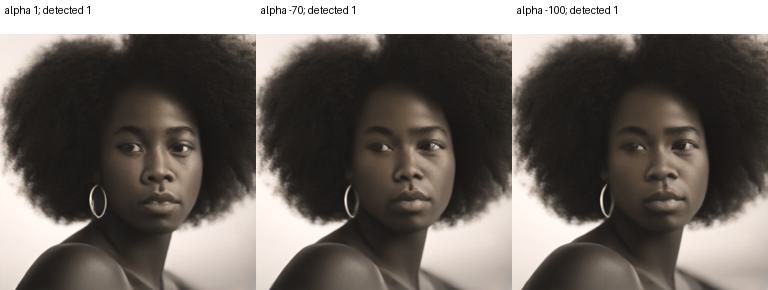 alpha 1; detected 1
alpha -70; detected 1
alpha -100; detected 1